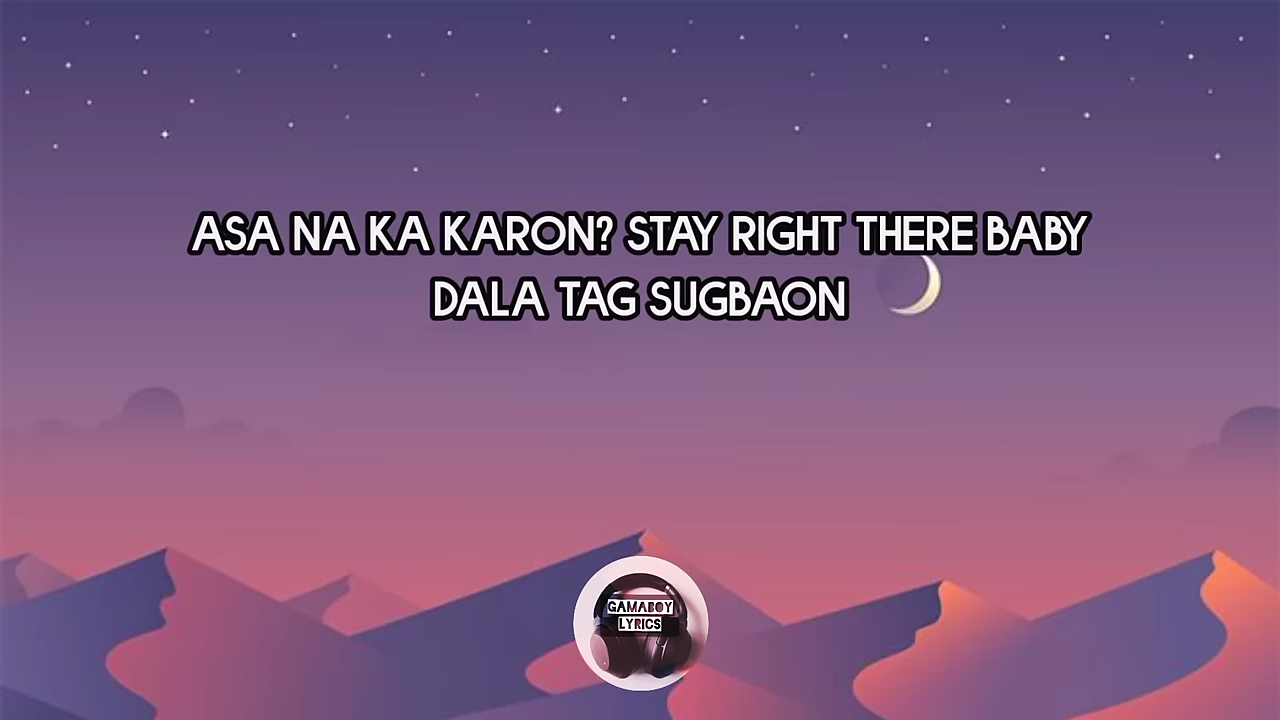 ASA NA KA KARON? STAY RIGHT THERE BABY
DALA TAG SUGBAON
GAMABOY
LYRICS